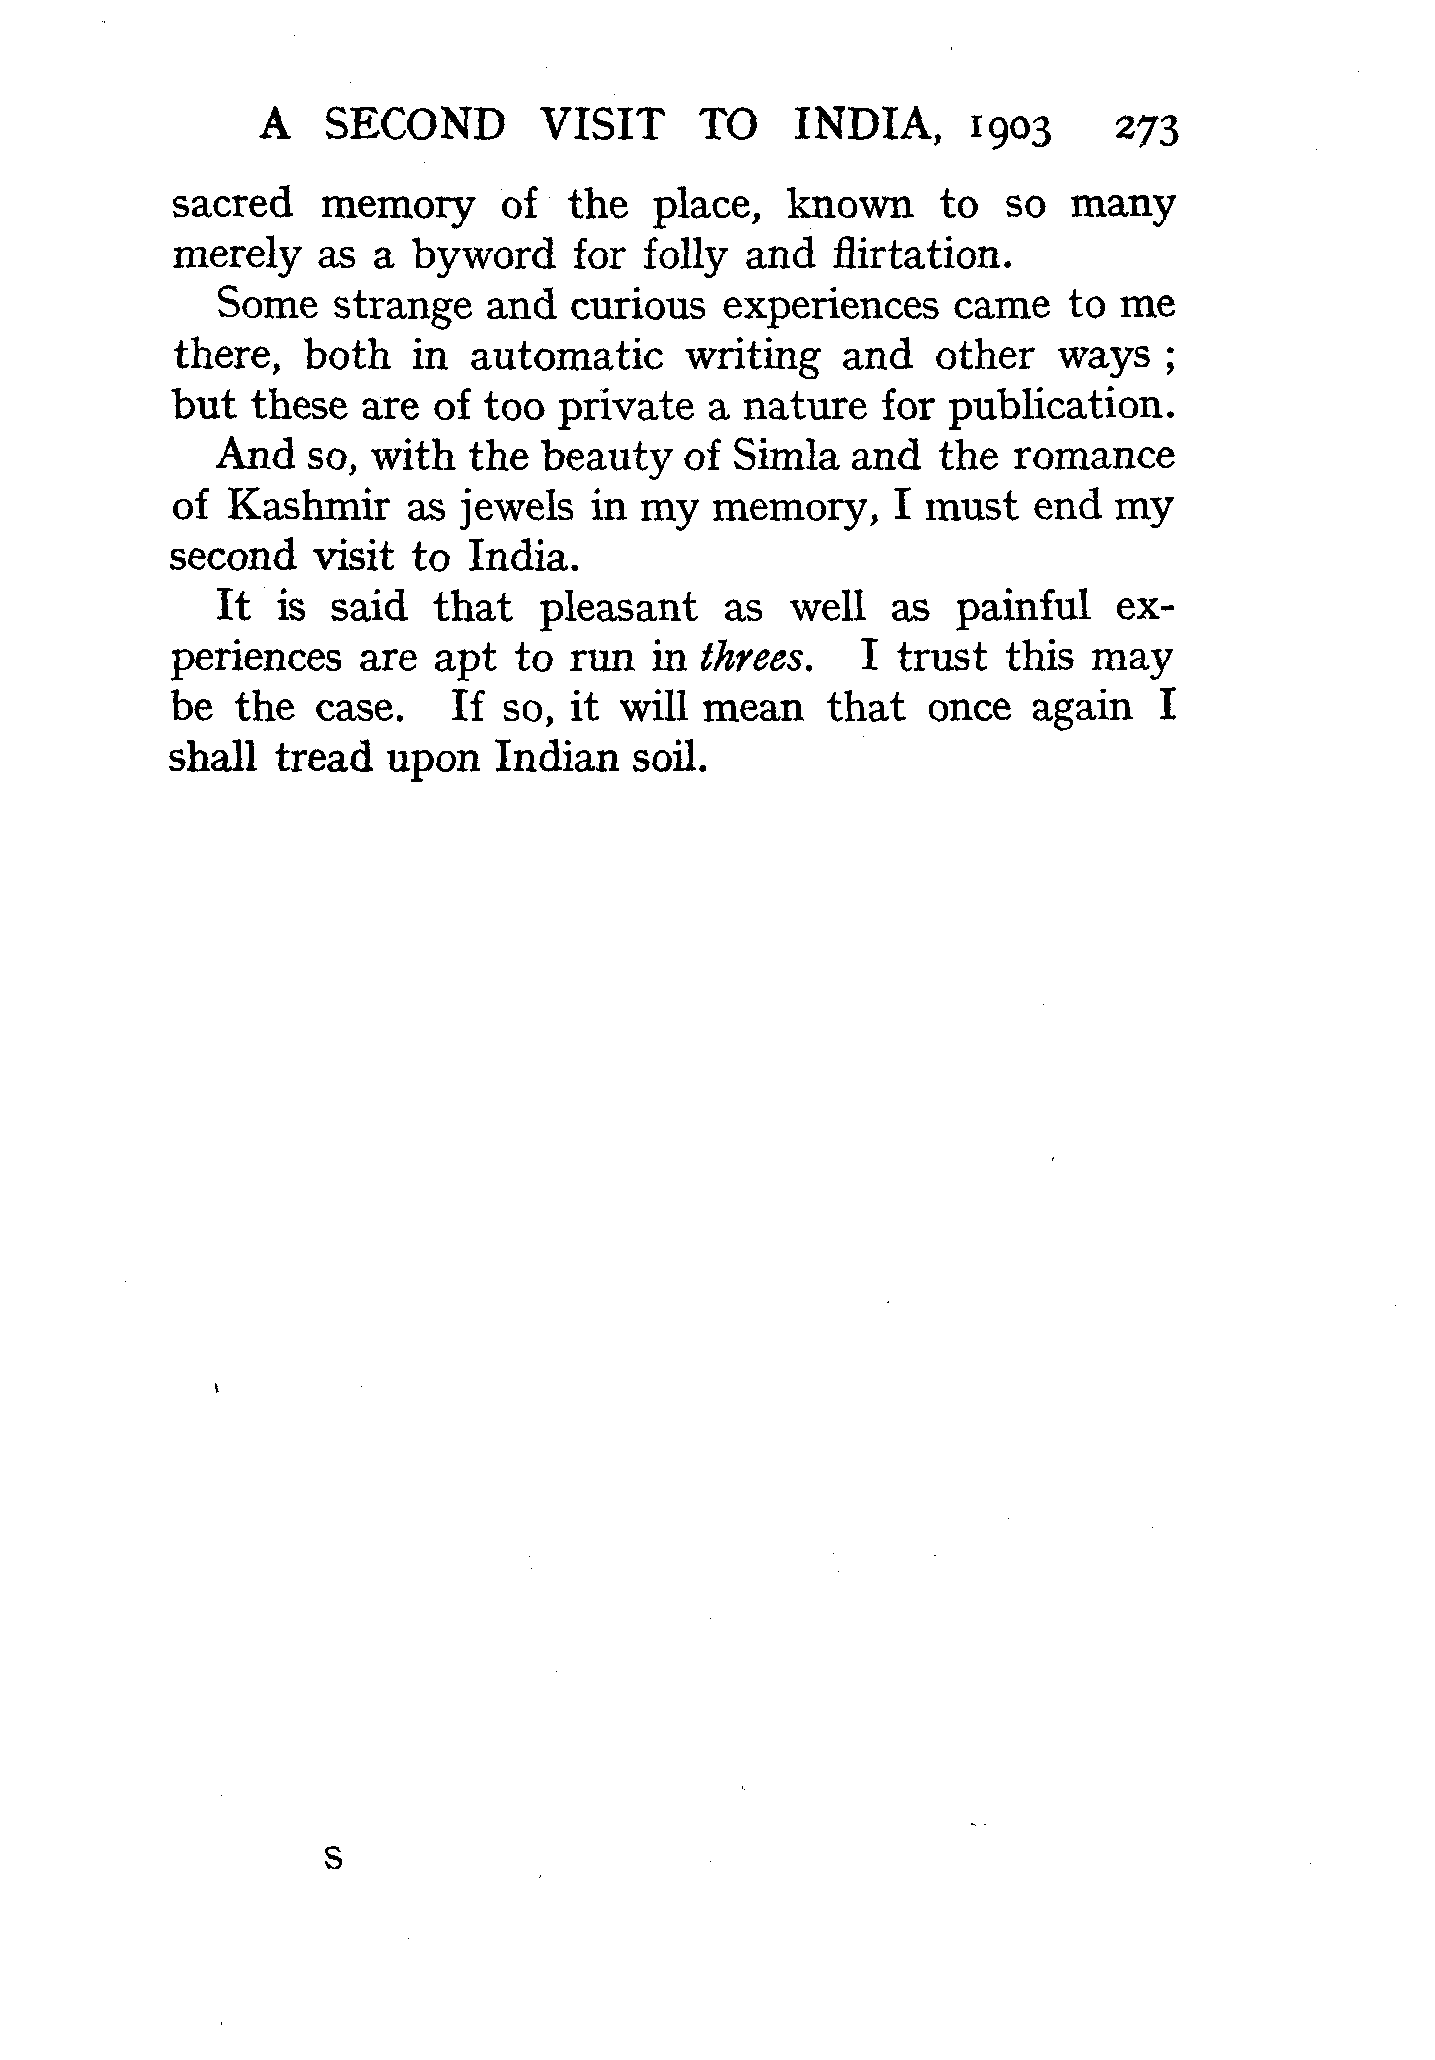 A SECOND VISIT TO INDIA, 1903 273
sacred memory of the place, known to so many
merely as a byword for folly and flirtation.
Some strange and curious experiences came to me
there, both in automatic writing and other ways ;
but these are of too private a nature for publication.
And so, with the beauty of Simla and the romance
of Kashmir as jewels in my memory, I must end my
second visit to India.
It is said that pleasant as well as painful ex-
periences are apt to run in threes. I trust this may
be the case. If so, it will mean that once again I
shall tread upon Indian soil.
S